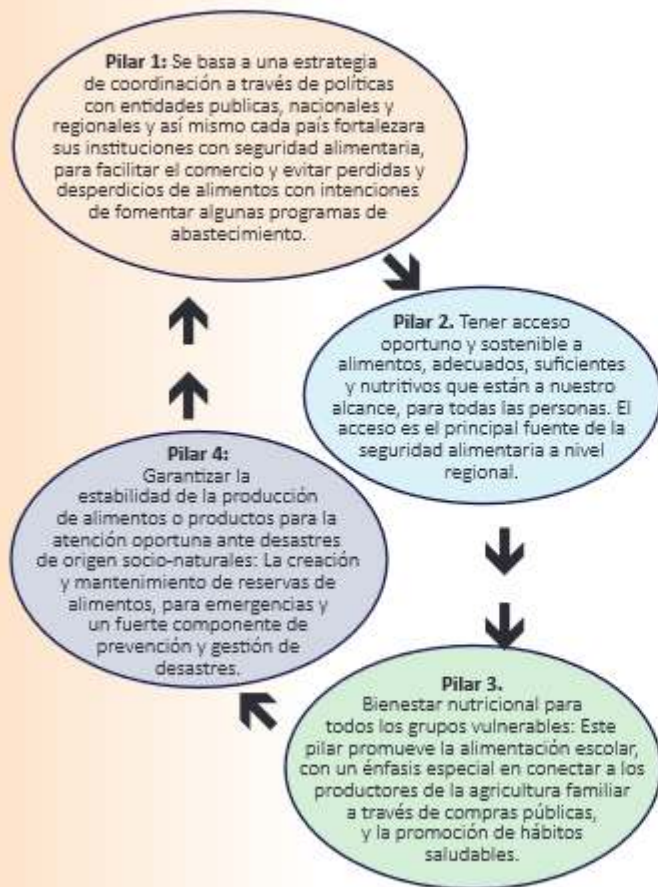 Pilar 1: Se basa a una estrategia
de coordinación a través de políticas
con entidades publicas, nacionales y
regionales y así mismo cada país fortalezara
sus instituciones con seguridad alimentaria,
para facilitar el comercio y evitar perdidas y
desperdicios de alimentos con intenciones
de fomentar algunas programas de
abastecimiento.
Pilar 2. Tener acceso
oportuno y sostenible a
alimentos, adecuados, suficientes
y nutritivos que están a nuestro
alcance, para todas las personas. El
acceso es el principal fuente de la
seguridad alimentaria a nivel
regional.
Pilar 3.
Bienestar nutricional para
todos los grupos vulnerables: Este
pilar promueve la alimentación escolar,
con un énfasis especial en conectar a los
productores de la agricultura familiar
a través de compras públicas,
y la promoción de hábitos
saludables.
Pilar 4:
Garantizar la
estabilidad de la producción
de alimentos o productos para la
atención oportuna ante desastres
de origen socio-naturales: La creación
y mantenimiento de reservas de
alimentos, para emergencias y
un fuerte componente de
prevención y gestión de
desastres.